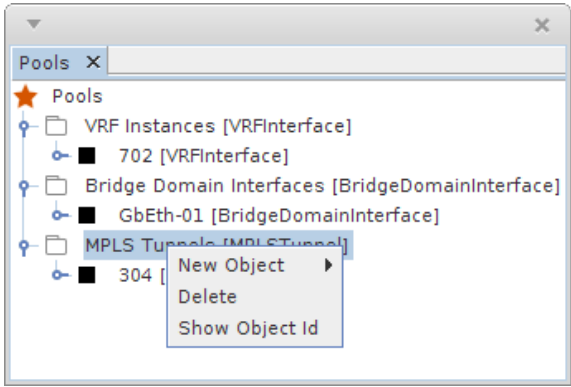 Pools
Pools
VRF Instances [VRFInterface]
702 [VRFInterface]
Bridge Domain Interfaces [BridgeDomainInterface]
GbEth-01 [BridgeDomainInterface]
MPLS Tunnels [MPLSTunnel]
304 [
New Object
Delete
Show Object Id